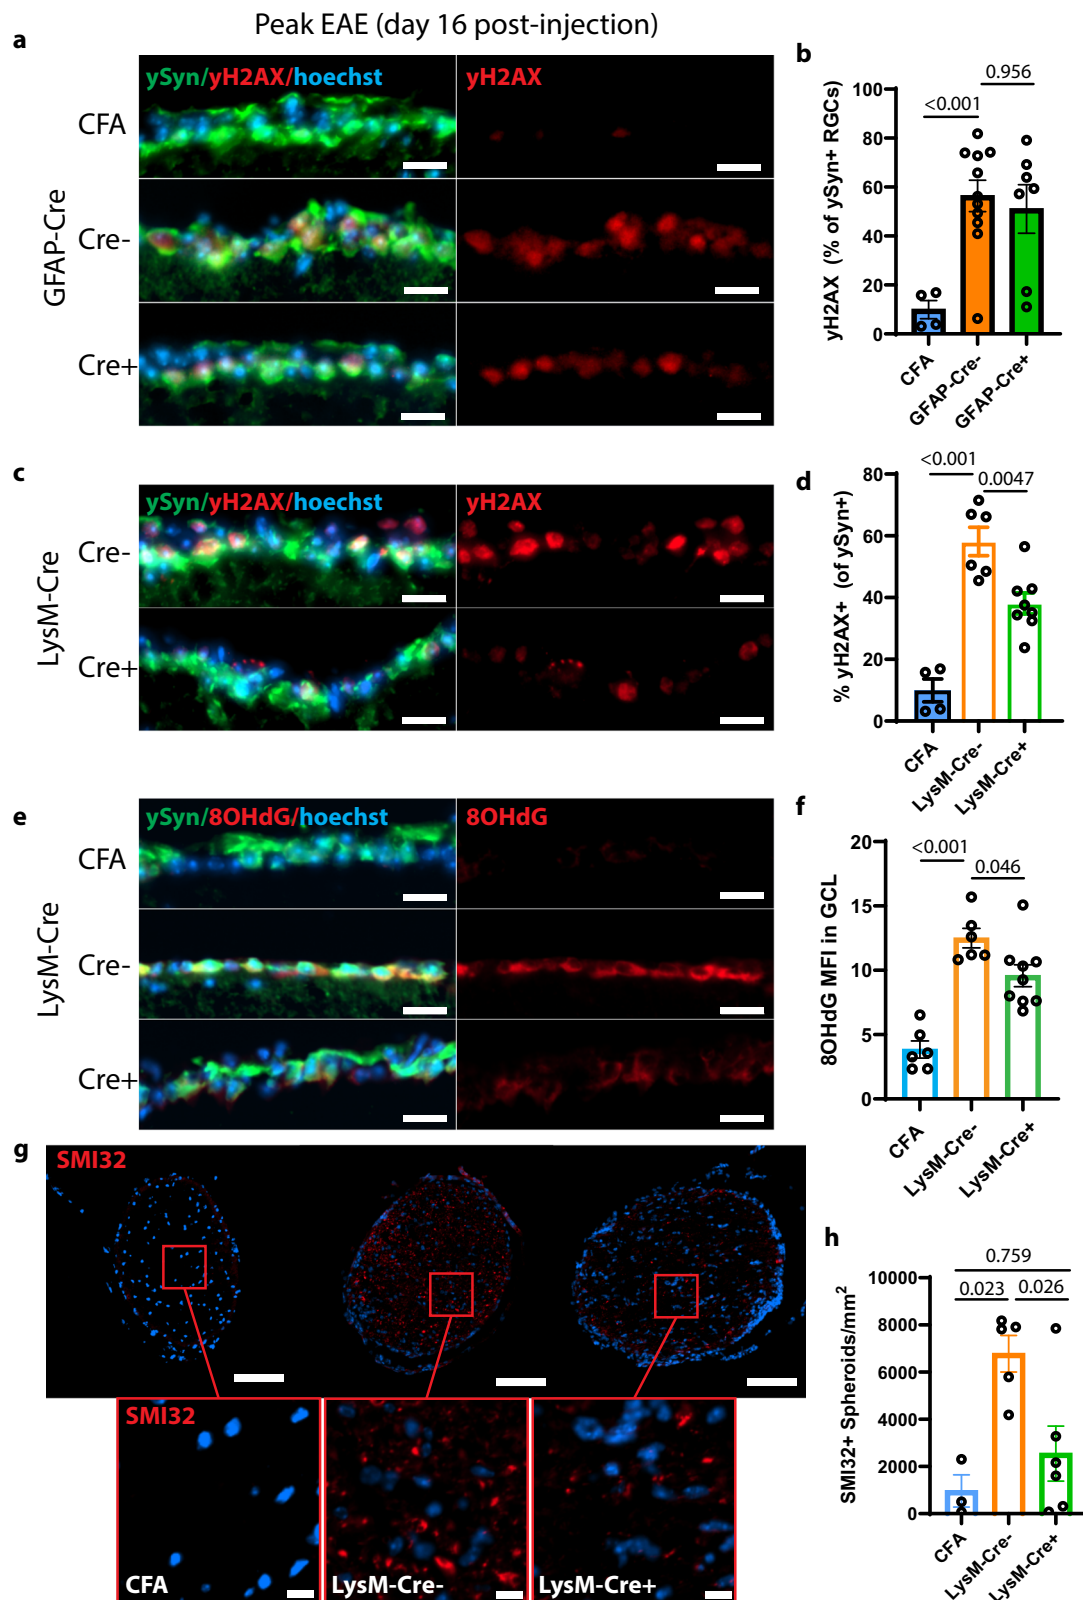 Peak EAE (day 16 post-injection)
a
GFAP-Cre
CFA
Cre-
Cre+
ySyn/yH2AX/hoechst
yH2AX
b
yH2AX (% of ySyn+ RGCs)
100
80
60
40
20
0
<0.001
0.956
CFA
GFAP-Cre-
GFAP-Cre+
c
LysM-Cre
Cre-
Cre+
ySyn/yH2AX/hoechst
yH2AX
d
% yH2AX+ (of ySyn+)
80
60
40
20
0
<0.001
0.0047
CFA
LysM-Cre-
LysM-Cre+
e
LysM-Cre
CFA
Cre-
Cre+
ySyn/8OHdG/hoechst
8OHdG
f
8OHdG MFI in GCL
20
15
10
5
0
<0.001
0.046
CFA
LysM-Cre-
LysM-Cre+
g
SMI32
SMI32
CFA
LysM-Cre-
LysM-Cre+
h
SMI32+ Spheroids/mm²
10000
8000
6000
4000
2000
0
0.759
0.023
0.026
CFA
LysM-Cre-
LysM-Cre+